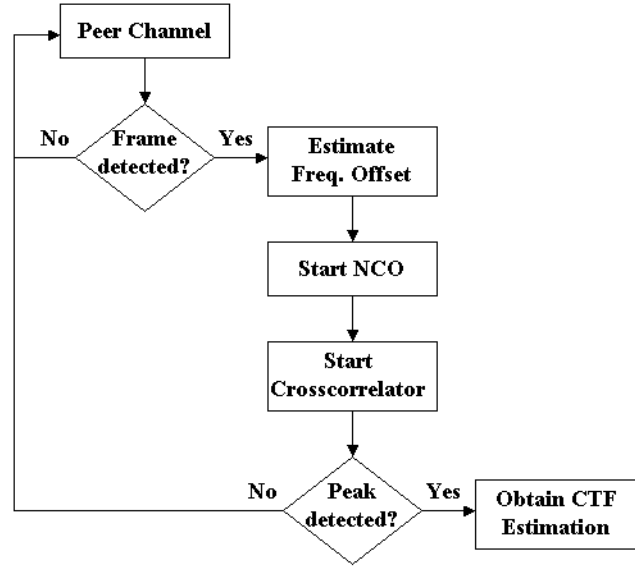 Peer Channel
No
Frame
detected?
Yes
Estimate
Freq. Offset
Start NCO
Start
Crosscorrelator
No
Peak
detected?
Yes
Obtain CTF
Estimation